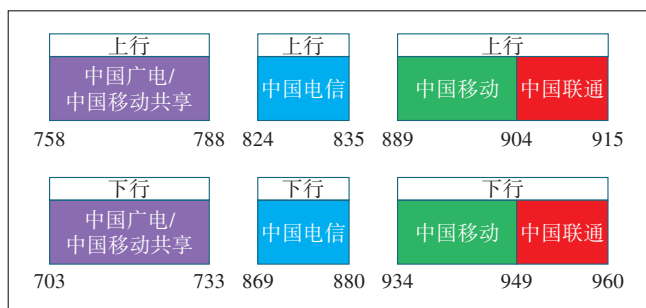 上行 上行 上行
中国广电/
中国移动共享 中国电信 中国移动 中国联通
758 788 824 835 889 904 915
下行 下行 下行
中国广电/
中国移动共享 中国电信 中国移动 中国联通
703 733 869 880 934 949 960